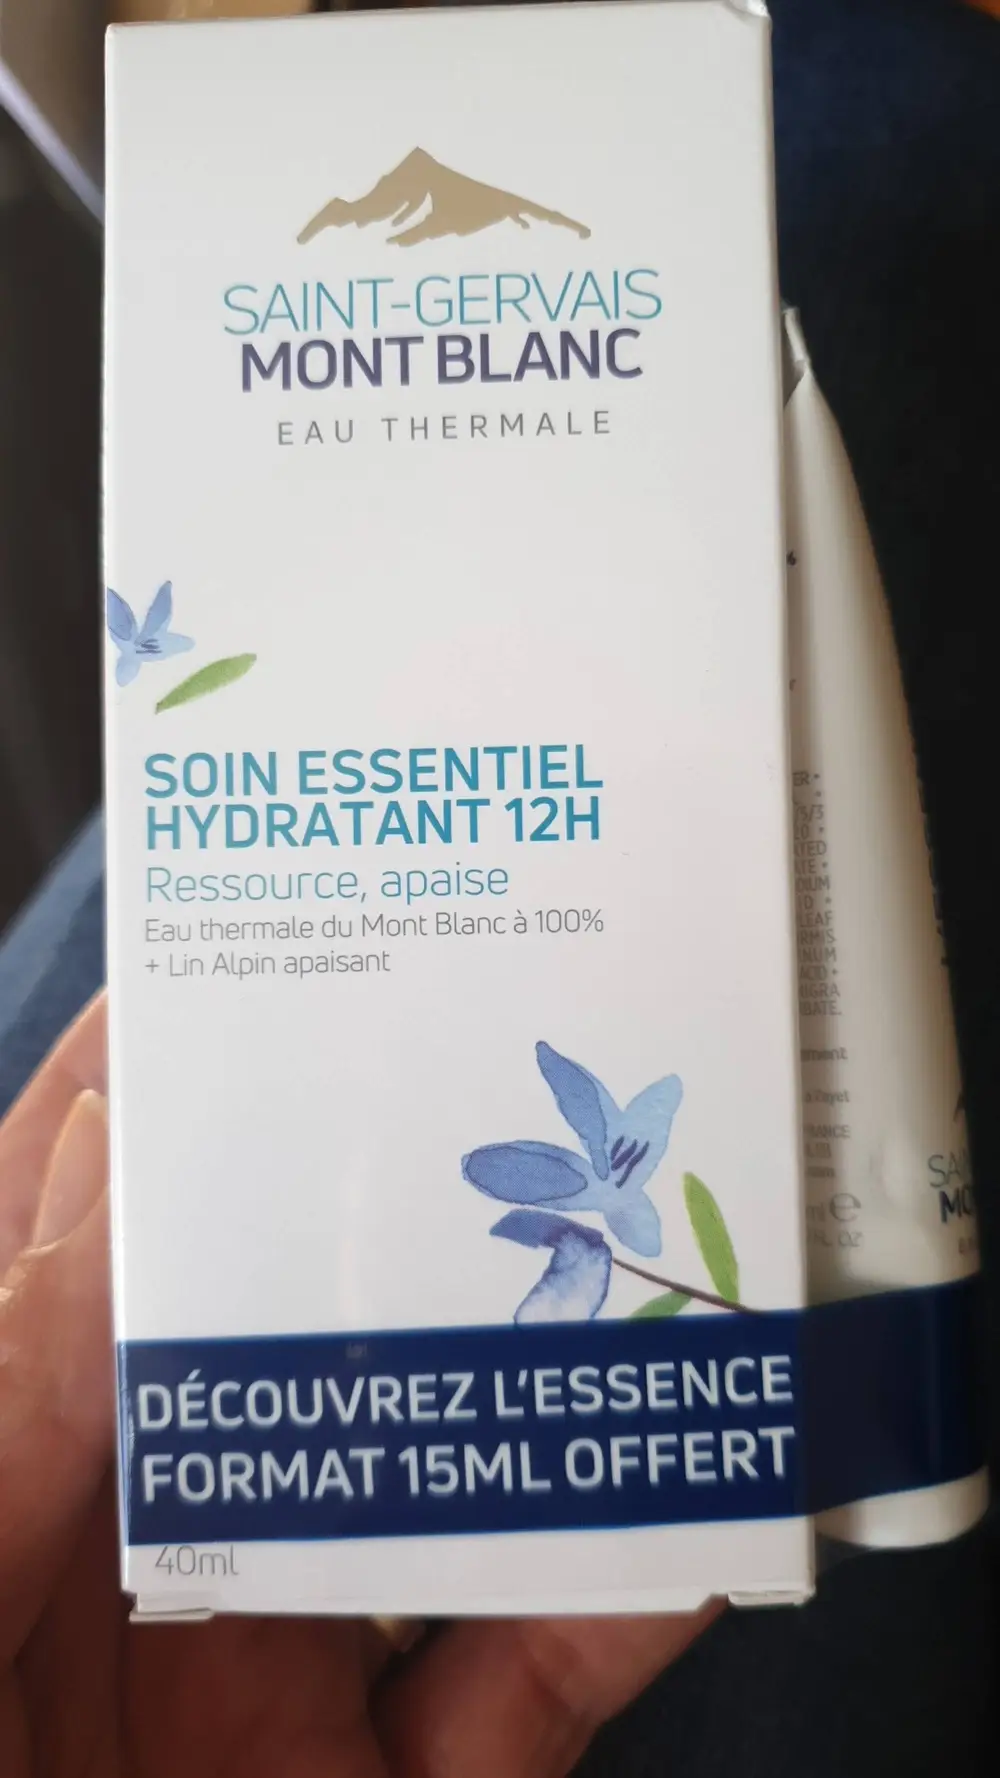 SAINT-GERVAIS
MONT BLANC
EAU THERMALE
SOIN ESSENTIEL
HYDRATANT 12H
Ressource, apaise
Eau thermale du Mont Blanc à 100%
+ Lin Alpin apaisant
DÉCOUVREZ L'ESSENCE
FORMAT 15ML OFFERT
40ml